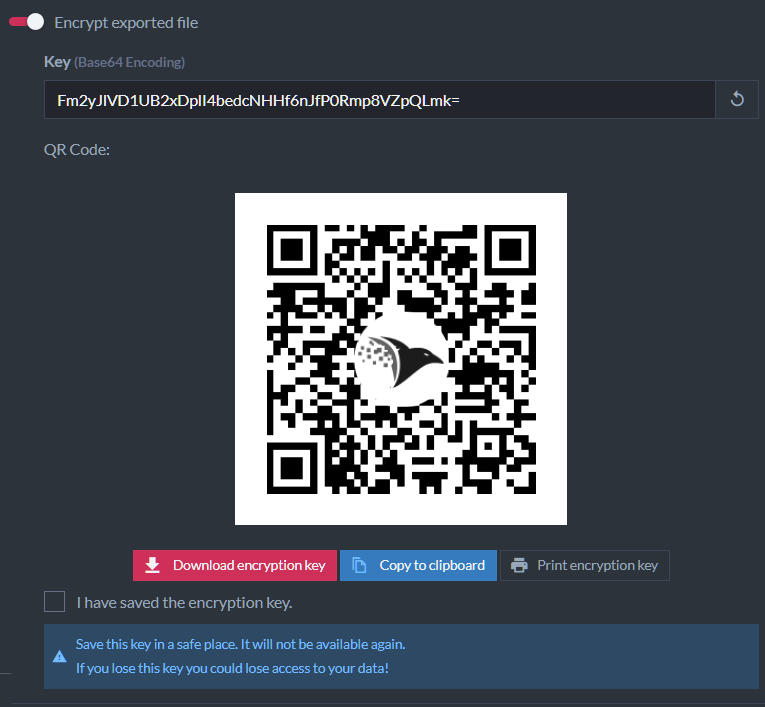 Encrypt exported file
Key (Base64 Encoding)
Fm2yJIVD1UB2xDplI4bedcNHHf6nJfP0Rmp8VZpQLmk=
QR Code:
Download encryption key
Copy to clipboard
Print encryption key
I have saved the encryption key.
Save this key in a safe place. It will not be available again.
If you lose this key you could lose access to your data!